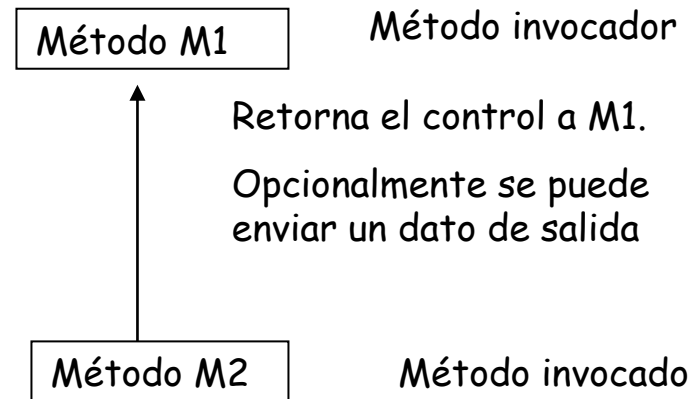 Método M1
Método invocador
Retorna el control a M1.
Opcionalmente se puede
enviar un dato de salida
Método M2
Método invocado